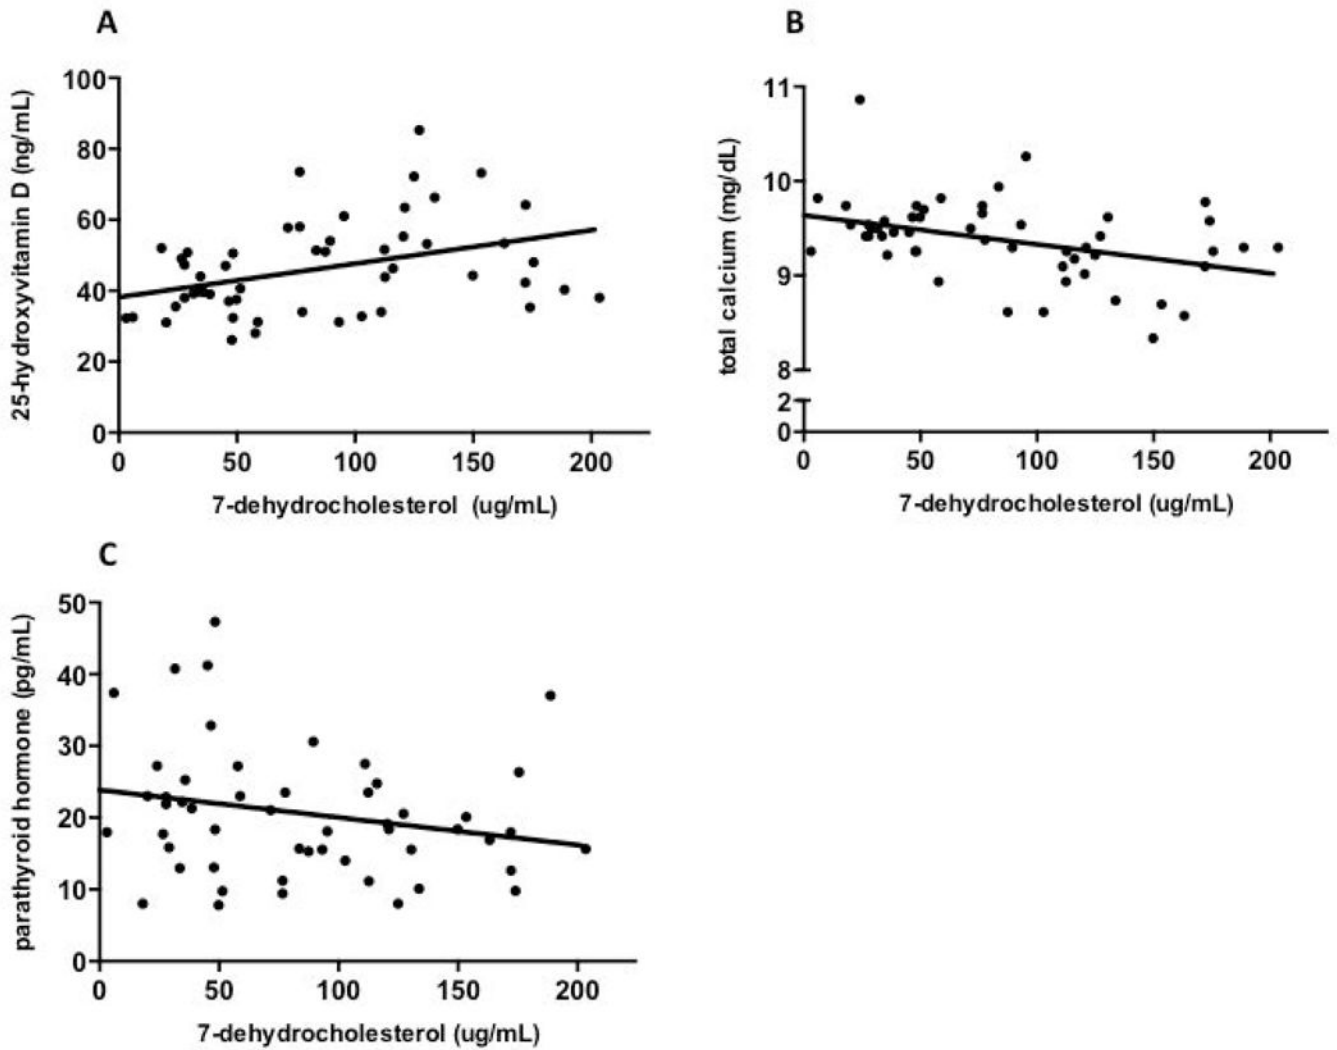 A
25-hydroxyvitamin D (ng/mL)
100
80
60
40
20
0
0 50 100 150 200
7-dehydrocholesterol (ug/mL)
B
total calcium (mg/dL)
11
10
9
8
2
0
0 50 100 150 200
7-dehydrocholesterol (ug/mL)
C
parathyroid hormone (pg/mL)
50
40
30
20
10
0
0 50 100 150 200
7-dehydrocholesterol (ug/mL)